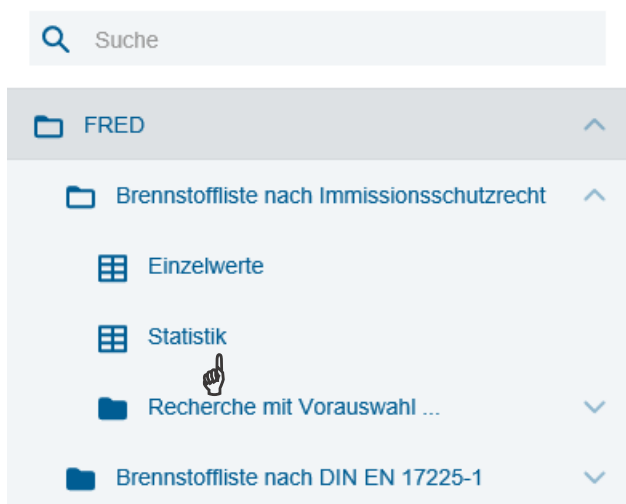 Suche
FRED
Brennstoffliste nach Immissionsschutzrecht
Einzelwerte
Statistik
Recherche mit Vorauswahl ...
Brennstoffliste nach DIN EN 17225-1